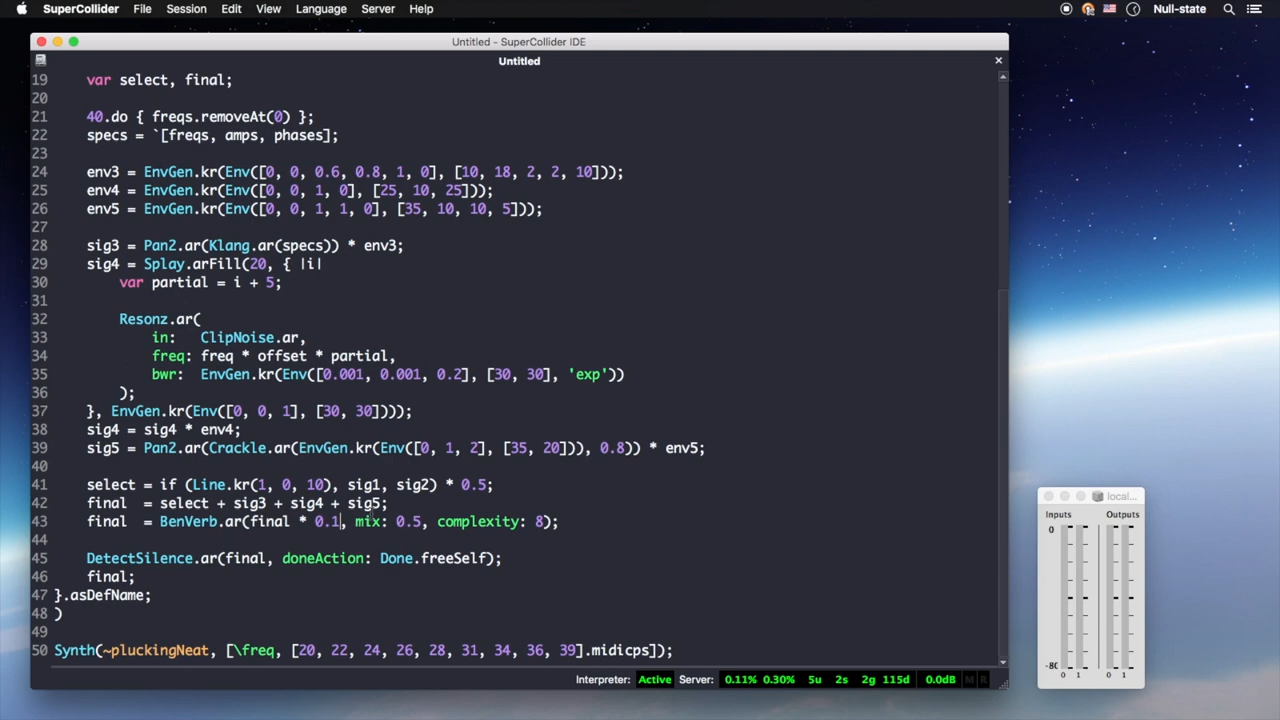 SuperCollider File Session Edit View Language Server Help Null-state
Untitled - SuperCollider IDE
Untitled
19 var select, final;
20
21 40.do { freqs.removeAt(0) };
22 specs = `[freqs, amps, phases];
23
24 env3 = EnvGen.kr(Env([0, 0, 0.6, 0.8, 1, 0], [10, 18, 2, 2, 10]));
25 env4 = EnvGen.kr(Env([0, 0, 1, 0], [25, 10, 25]));
26 env5 = EnvGen.kr(Env([0, 0, 1, 1, 0], [35, 10, 10, 5]));
27
28 sig3 = Pan2.ar(Klang.ar(specs)) * env3;
29 sig4 = Splay.arFill(20, { |i|
30 var partial = i + 5;
31
32 Resonz.ar(
33 in: ClipNoise.ar,
34 freq: freq * offset * partial,
35 bwr: EnvGen.kr(Env([0.001, 0.001, 0.2], [30, 30], 'exp'))
36 );
37 }, EnvGen.kr(Env([0, 0, 1], [30, 30])));
38 sig4 = sig4 * env4;
39 sig5 = Pan2.ar(Crackle.ar(EnvGen.kr(Env([0, 1, 2], [35, 20])), 0.8)) * env5;
40
41 select = if (Line.kr(1, 0, 10), sig1, sig2) * 0.5;
42 final = select + sig3 + sig4 + sig5;
43 final = BenVerb.ar(final * 0.1, mix: 0.5, complexity: 8);
44
45 DetectSilence.ar(final, doneAction: Done.freeSelf);
46 final;
47 }.asDefName;
48 )
49
50 Synth(~pluckingNeat, [\freq, [20, 22, 24, 26, 28, 31, 34, 36, 39].midicps]);
Interpreter: Active Server: 0.11% 0.30% 5u 2s 2g 115d 0.0dB M R
local...
Inputs Outputs
0
-80
0 1 0 1